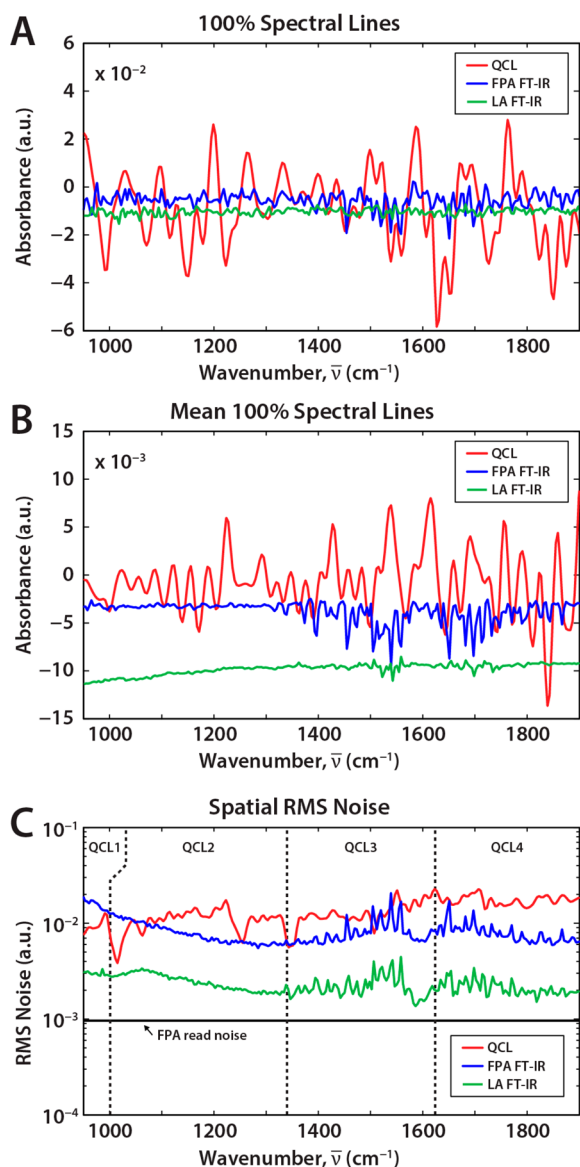 A
100% Spectral Lines
x 10⁻²
QCL
FPA FT-IR
LA FT-IR
6
4
2
0
−2
−4
−6
Absorbance (a.u.)
1000 1200 1400 1600 1800
Wavenumber, ν̅ (cm⁻¹)
B
Mean 100% Spectral Lines
x 10⁻³
QCL
FPA FT-IR
LA FT-IR
15
10
5
0
−5
−10
−15
Absorbance (a.u.)
1000 1200 1400 1600 1800
Wavenumber, ν̅ (cm⁻¹)
C
Spatial RMS Noise
QCL1 QCL2 QCL3 QCL4
10⁻¹
10⁻²
10⁻³
10⁻⁴
RMS Noise (a.u.)
FPA read noise
QCL
FPA FT-IR
LA FT-IR
1000 1200 1400 1600 1800
Wavenumber, ν̅ (cm⁻¹)